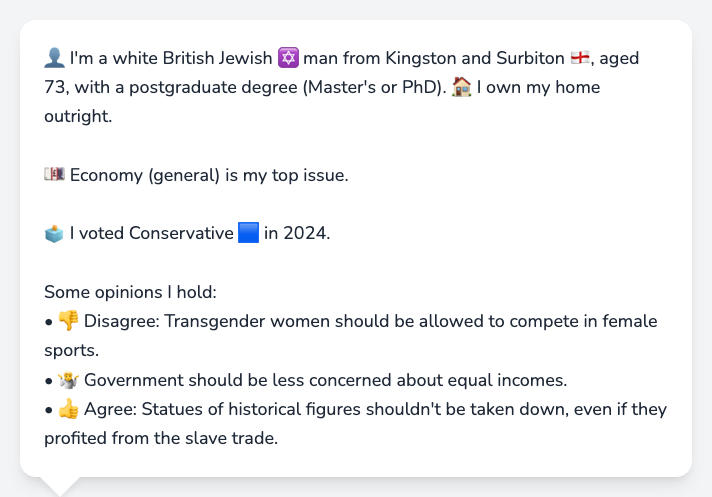 👤 I'm a white British Jewish ✡️ man from Kingston and Surbiton 🏴󠁧󠁢󠁥󠁮󠁧󠁿, aged
73, with a postgraduate degree (Master's or PhD). 🏠 I own my home
outright.
💷 Economy (general) is my top issue.
🗳️ I voted Conservative 🟦 in 2024.
Some opinions I hold:
• 👎 Disagree: Transgender women should be allowed to compete in female
sports.
• 🤷 Government should be less concerned about equal incomes.
• 👍 Agree: Statues of historical figures shouldn't be taken down, even if they
profited from the slave trade.